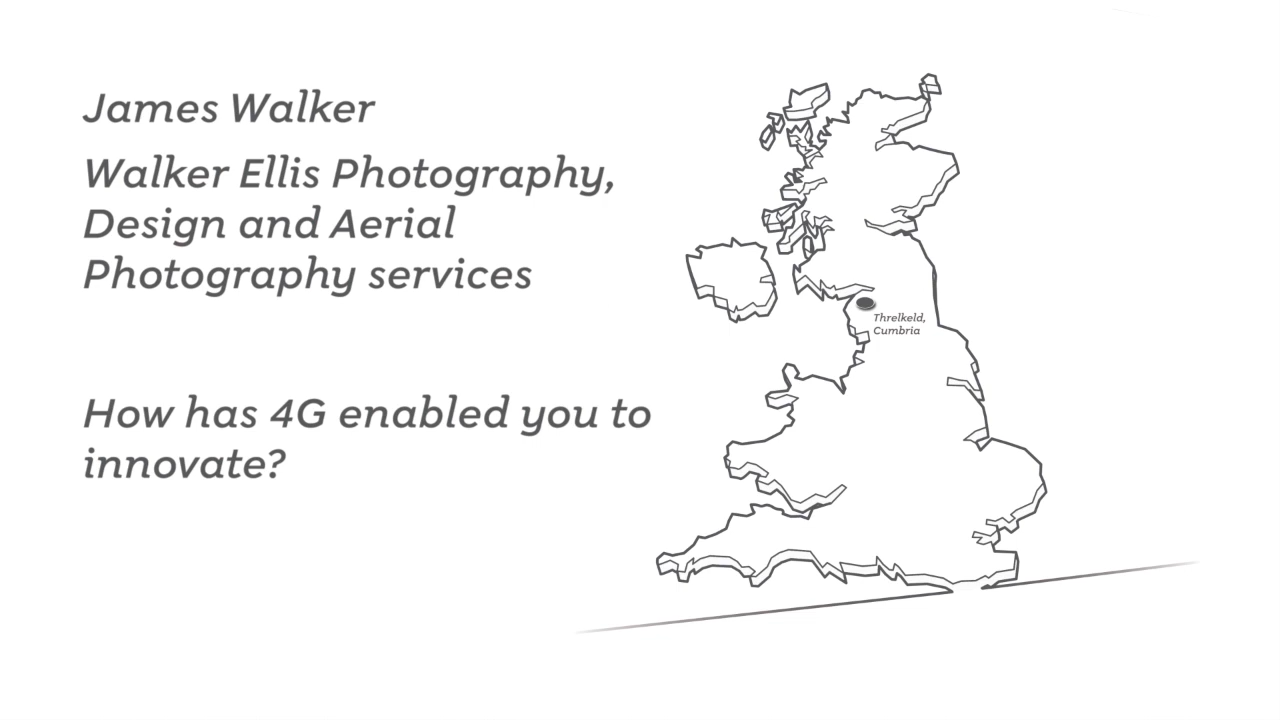 James Walker
Walker Ellis Photography,
Design and Aerial
Photography services
How has 4G enabled you to
innovate?
Threlkeld,
Cumbria